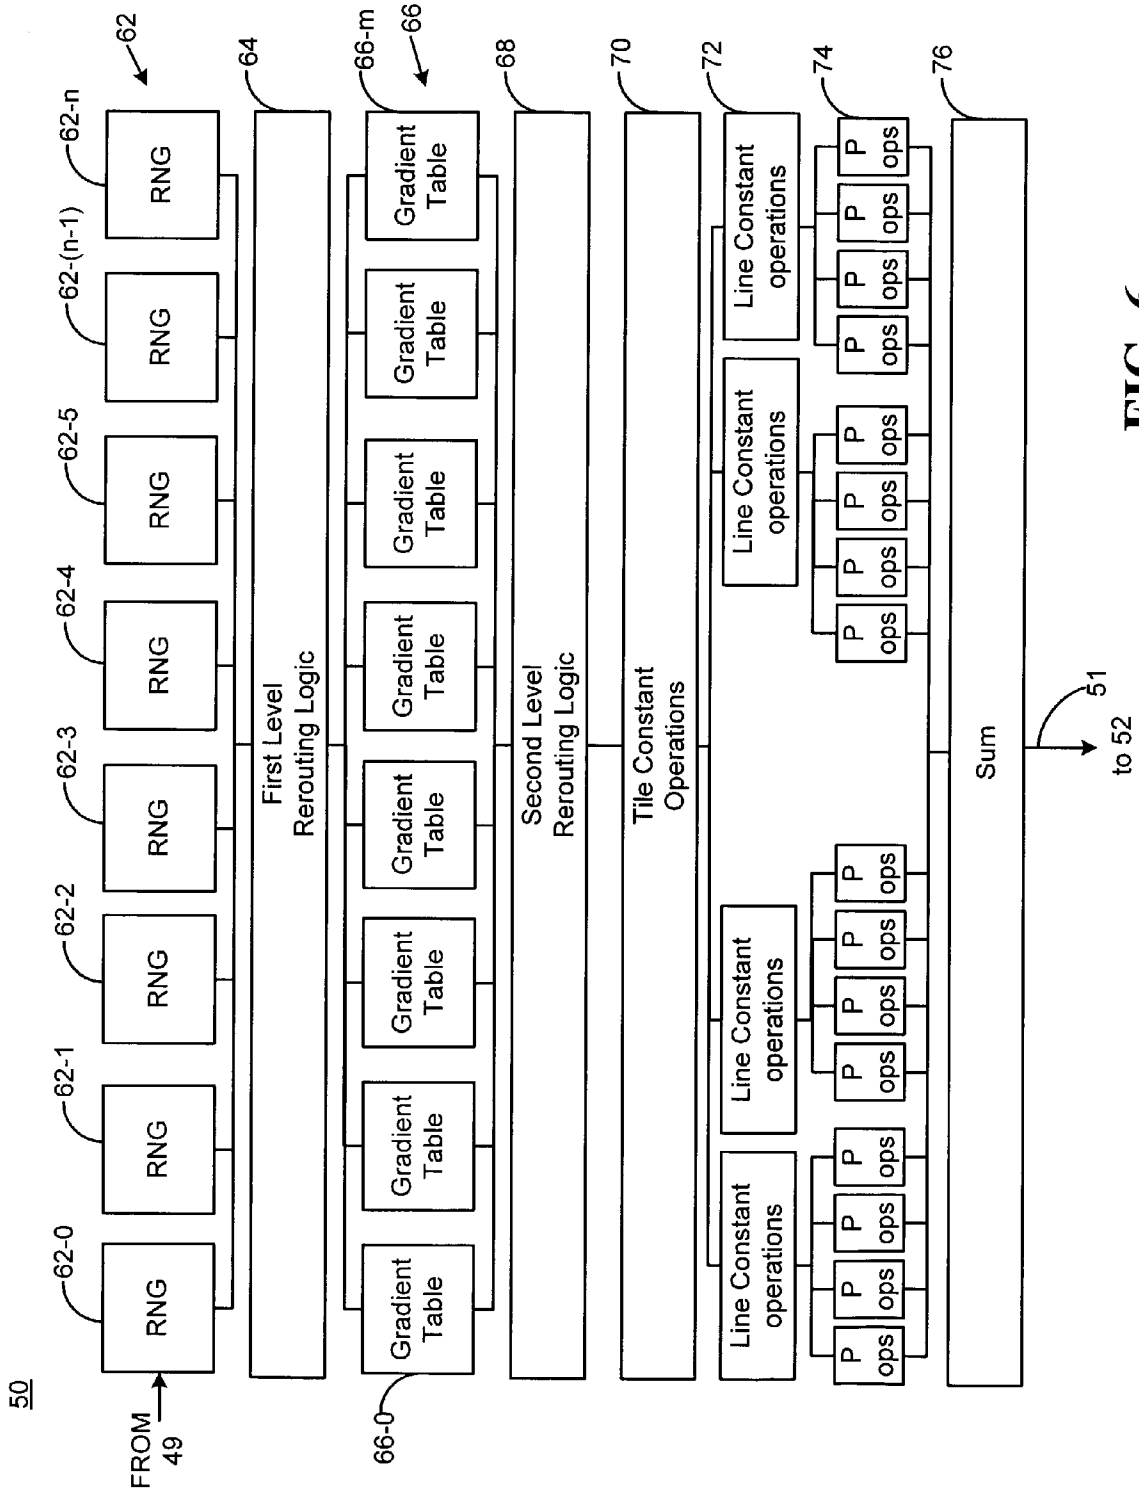 50
FROM
49
62-0
62-1
62-2
62-3
62-4
62-5
62-(n-1)
62-n
62
RNG
RNG
RNG
RNG
RNG
RNG
RNG
RNG
64
First Level
Rerouting Logic
66-0
66-m
66
Gradient
Table
Gradient
Table
Gradient
Table
Gradient
Table
Gradient
Table
Gradient
Table
Gradient
Table
Gradient
Table
68
Second Level
Rerouting Logic
70
Tile Constant
Operations
72
Line Constant
operations
Line Constant
operations
Line Constant
operations
Line Constant
operations
74
P
ops
P
ops
P
ops
P
ops
P
ops
P
ops
P
ops
P
ops
P
ops
P
ops
P
ops
P
ops
P
ops
P
ops
P
ops
P
ops
76
Sum
51
to 52
FIG.